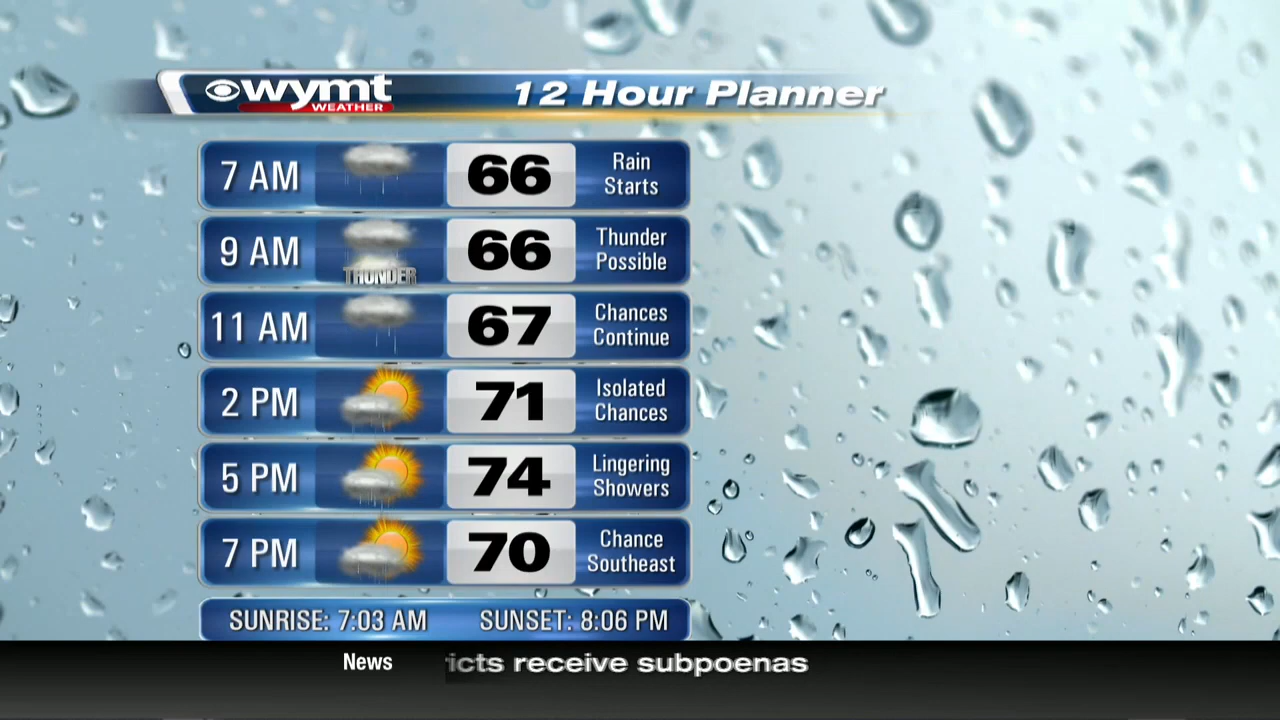 wymt
WEATHER
12 Hour Planner
7 AM
66
Rain
Starts
9 AM
THUNDER
66
Thunder
Possible
11 AM
67
Chances
Continue
2 PM
71
Isolated
Chances
5 PM
74
Lingering
Showers
7 PM
70
Chance
Southeast
SUNRISE: 7:03 AM SUNSET: 8:06 PM
News
icts receive subpoenas